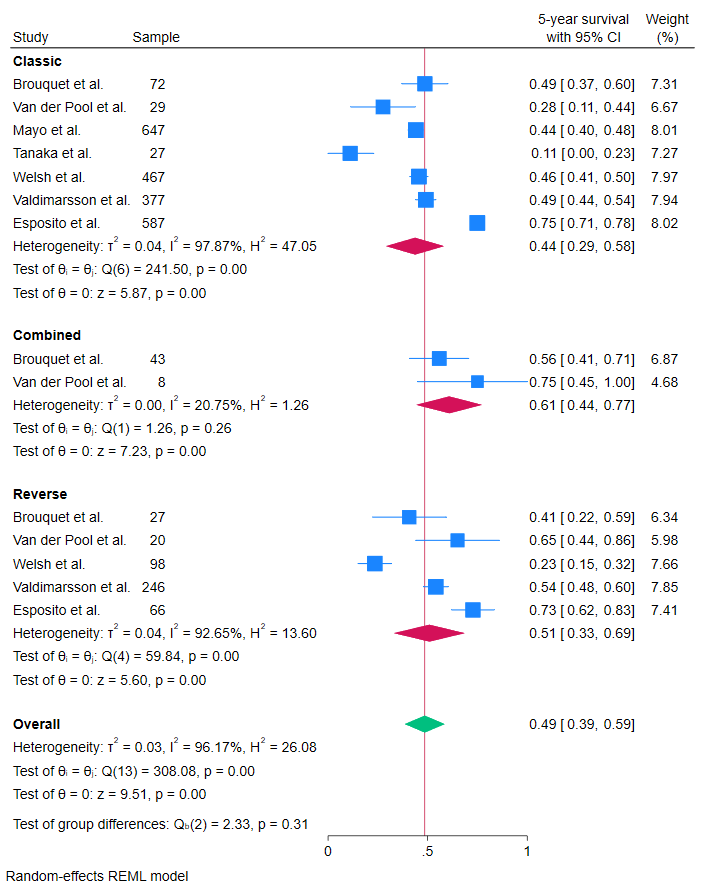 5-year survival Weight
Study Sample with 95% CI (%)
Classic
Brouquet et al. 72 0.49 [ 0.37, 0.60] 7.31
Van der Pool et al. 29 0.28 [ 0.11, 0.44] 6.67
Mayo et al. 647 0.44 [ 0.40, 0.48] 8.01
Tanaka et al. 27 0.11 [ 0.00, 0.23] 7.27
Welsh et al. 467 0.46 [ 0.41, 0.50] 7.97
Valdimarsson et al. 377 0.49 [ 0.44, 0.54] 7.94
Esposito et al. 587 0.75 [ 0.71, 0.78] 8.02
Heterogeneity: τ² = 0.04, I² = 97.87%, H² = 47.05 0.44 [ 0.29, 0.58]
Test of θᵢ = θⱼ: Q(6) = 241.50, p = 0.00
Test of θ = 0: z = 5.87, p = 0.00
Combined
Brouquet et al. 43 0.56 [ 0.41, 0.71] 6.87
Van der Pool et al. 8 0.75 [ 0.45, 1.00] 4.68
Heterogeneity: τ² = 0.00, I² = 20.75%, H² = 1.26 0.61 [ 0.44, 0.77]
Test of θᵢ = θⱼ: Q(1) = 1.26, p = 0.26
Test of θ = 0: z = 7.23, p = 0.00
Reverse
Brouquet et al. 27 0.41 [ 0.22, 0.59] 6.34
Van der Pool et al. 20 0.65 [ 0.44, 0.86] 5.98
Welsh et al. 98 0.23 [ 0.15, 0.32] 7.66
Valdimarsson et al. 246 0.54 [ 0.48, 0.60] 7.85
Esposito et al. 66 0.73 [ 0.62, 0.83] 7.41
Heterogeneity: τ² = 0.04, I² = 92.65%, H² = 13.60 0.51 [ 0.33, 0.69]
Test of θᵢ = θⱼ: Q(4) = 59.84, p = 0.00
Test of θ = 0: z = 5.60, p = 0.00
Overall 0.49 [ 0.39, 0.59]
Heterogeneity: τ² = 0.03, I² = 96.17%, H² = 26.08
Test of θᵢ = θⱼ: Q(13) = 308.08, p = 0.00
Test of θ = 0: z = 9.51, p = 0.00
Test of group differences: Q_b(2) = 2.33, p = 0.31
0 .5 1
Random-effects REML model